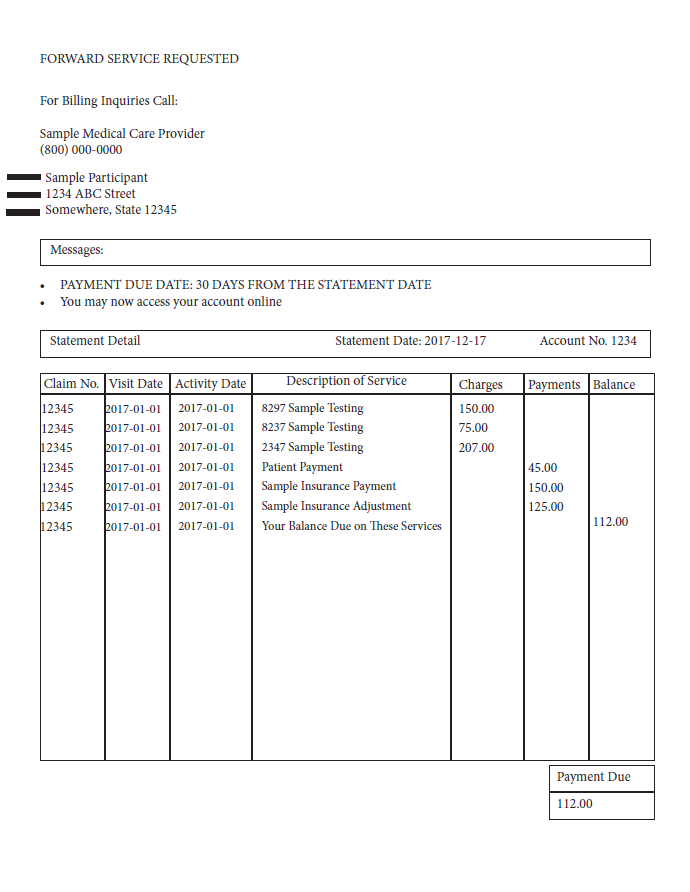 FORWARD SERVICE REQUESTED
For Billing Inquiries Call:
Sample Medical Care Provider
(800) 000-0000
Sample Participant
1234 ABC Street
Somewhere, State 12345
Messages:
• PAYMENT DUE DATE: 30 DAYS FROM THE STATEMENT DATE
• You may now access your account online
Statement Detail Statement Date: 2017-12-17 Account No. 1234
Claim No. Visit Date Activity Date Description of Service Charges Payments Balance
12345 2017-01-01 2017-01-01 8297 Sample Testing 150.00
12345 2017-01-01 2017-01-01 8237 Sample Testing 75.00
12345 2017-01-01 2017-01-01 2347 Sample Testing 207.00
12345 2017-01-01 2017-01-01 Patient Payment 45.00
12345 2017-01-01 2017-01-01 Sample Insurance Payment 150.00
12345 2017-01-01 2017-01-01 Sample Insurance Adjustment 125.00
12345 2017-01-01 2017-01-01 Your Balance Due on These Services 112.00
Payment Due
112.00